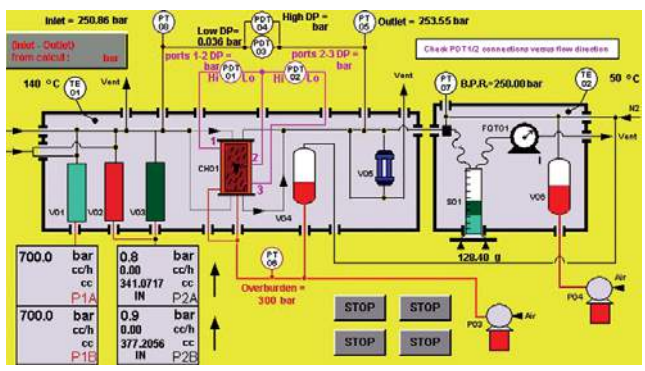 Inlet = 250.86 bar
PT 08
Low DP=
0.036 bar
PDT 04
PDT 03
High DP =
bar
PT 05
Outlet = 253.55 bar
(Inlet - Outlet)
from calcul: bar
ports 1-2 DP=
bar
Hi PDT 01 Lo
ports 2-3 DP =
bar
Hi PDT 02 Lo
Check PDT1/2 connections versus flow direction
140 °C
TE 01
Vent
Vent
PT 07
B.P.R.=250.00 bar
TE 02
50 °C
N2
Vent
FQT01
1
2
3
CH01
V01
V02
V03
V04
V05
S01
V06
128.40 g
700.0 bar
cc/h
cc
P1A
0.8 bar
0.00 cc/h
341.0717 cc
IN P2A
700.0 bar
cc/h
cc
P1B
0.9 bar
0.00 cc/h
377.2056 cc
IN P2B
PT 06
Overburden =
300 bar
STOP
STOP
STOP
STOP
P03
Air
P04
Air